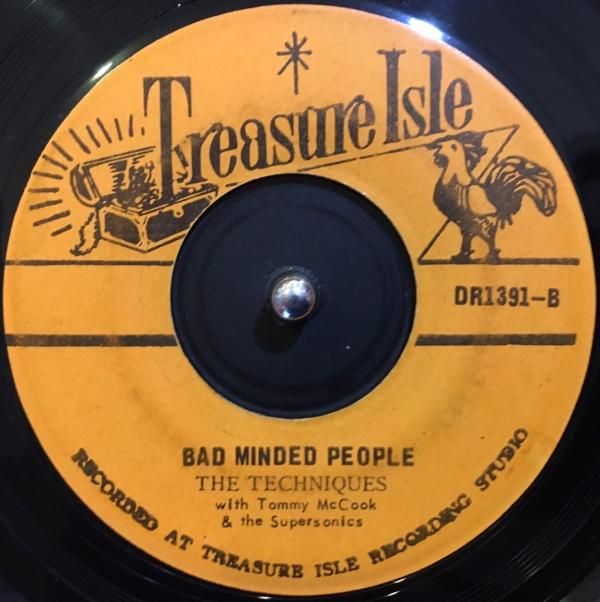 Treasure Isle
DR1391-B
BAD MINDED PEOPLE
THE TECHNIQUES
with Tommy McCook
& the Supersonics
RECORDED AT TREASURE ISLE RECORDING STUDIO